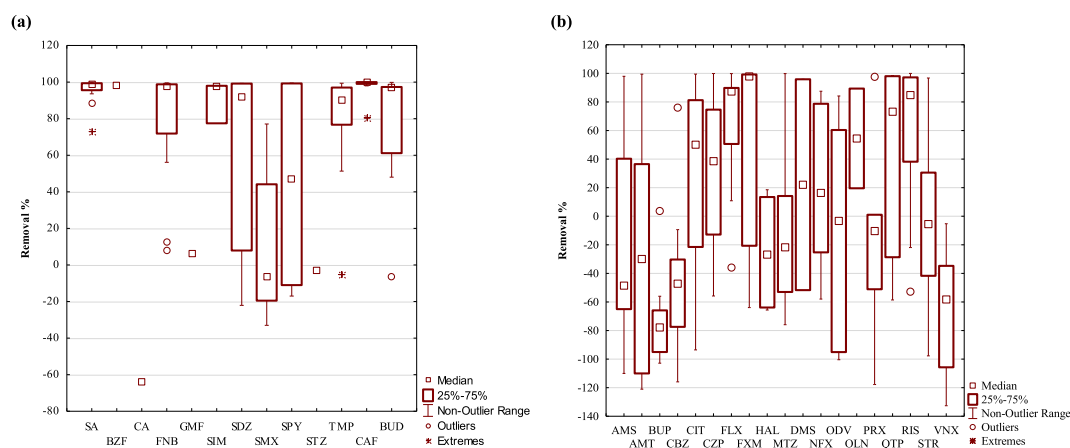 (a)
120
100
80
60
40
20
0
-20
-40
-60
-80
Removal %
SA CA GMF SDZ SPY TMP BUD
BZF FNB SIM SMX STZ CAF
Median
25%-75%
Non-Outlier Range
Outliers
Extremes
(b)
120
100
80
60
40
20
0
-20
-40
-60
-80
-100
-120
-140
Removal %
AMS BUP CIT FLX HAL DMS ODV PRX RIS VNX
AMT CBZ CZP FXM MTZ NFX OLN OTP STR
Median
25%-75%
Non-Outlier Range
Outliers
Extremes